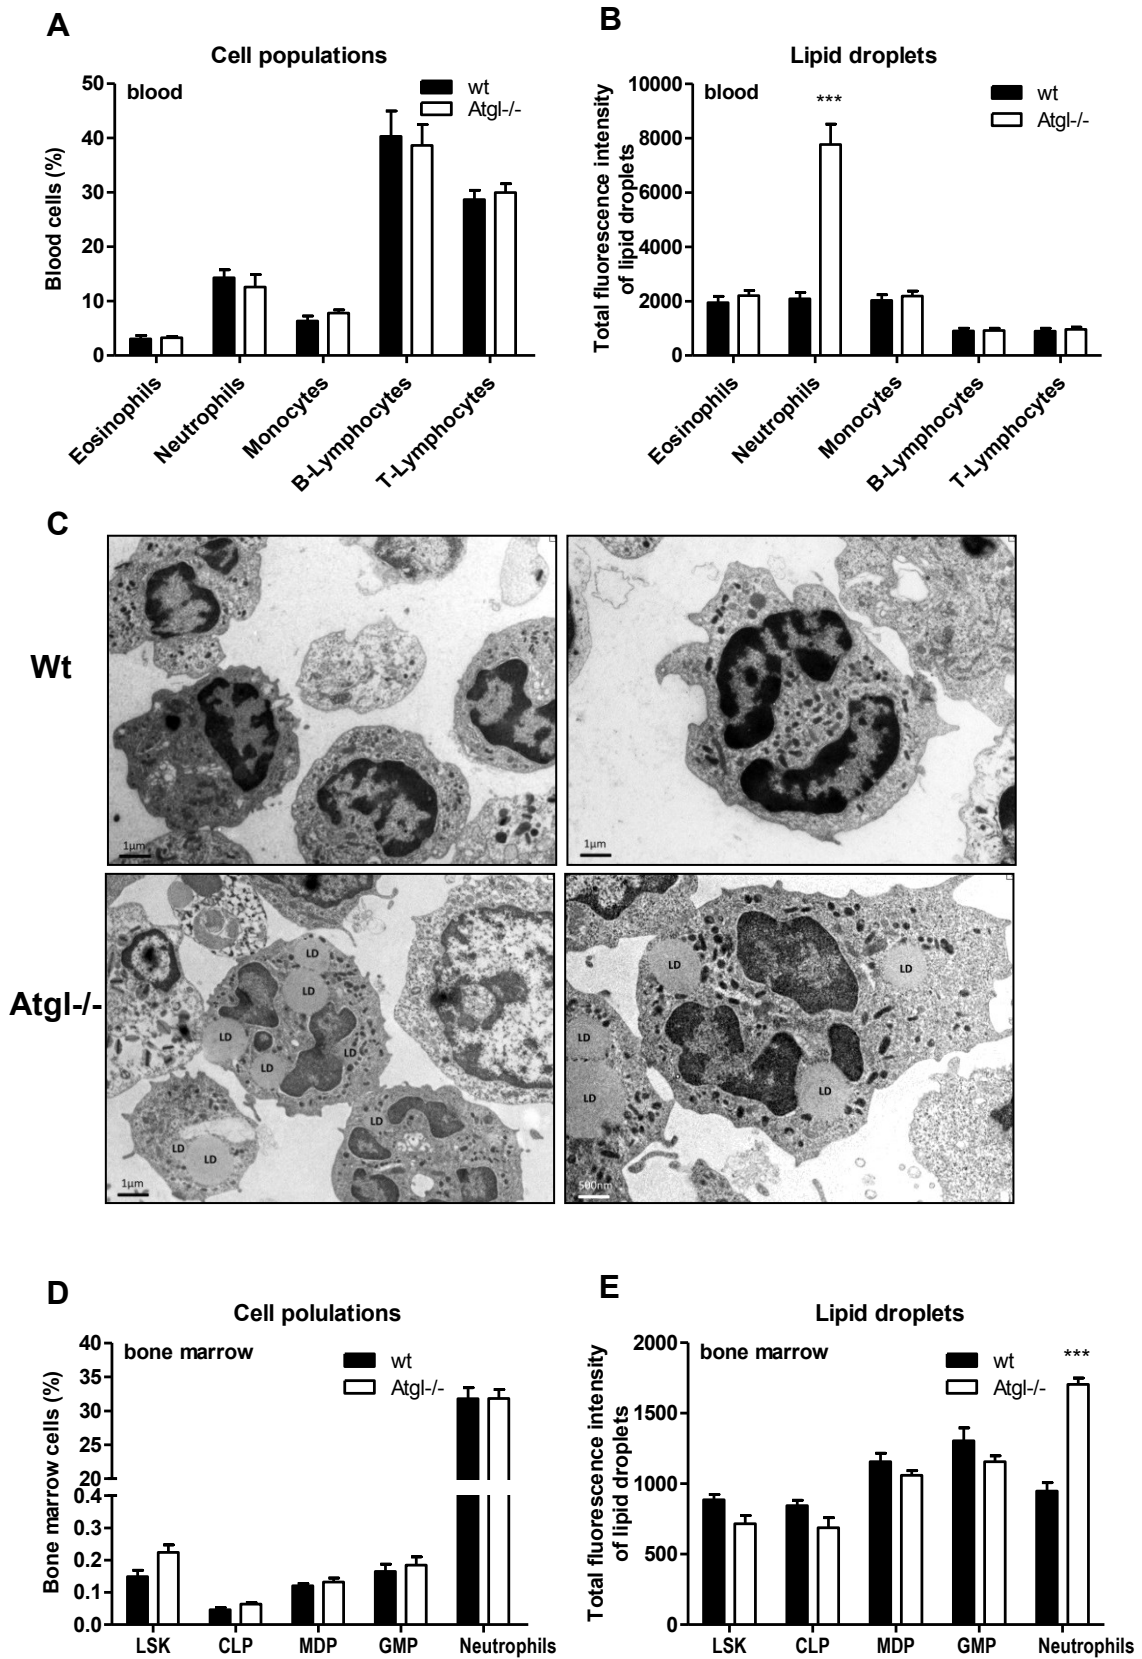 A
Cell populations
blood
wt
Atgl-/-
Blood cells (%)
50
40
30
20
10
0
Eosinophils
Neutrophils
Monocytes
B-Lymphocytes
T-Lymphocytes
B
Lipid droplets
blood
wt
Atgl-/-
***
Total fluorescence intensity
of lipid droplets
10000
8000
6000
4000
2000
0
Eosinophils
Neutrophils
Monocytes
B-Lymphocytes
T-Lymphocytes
C
Wt
1µm
1µm
Atgl-/-
LD
LD
LD
LD
LD
LD
LD
LD
1µm
LD
LD
LD
LD
LD
500nm
D
Cell polulations
bone marrow
wt
Atgl-/-
Bone marrow cells (%)
40
35
30
25
20
0.4
0.3
0.2
0.1
0.0
LSK
CLP
MDP
GMP
Neutrophils
E
Lipid droplets
bone marrow
wt
Atgl-/-
***
Total fluorescence intensity
of lipid droplets
2000
1500
1000
500
0
LSK
CLP
MDP
GMP
Neutrophils